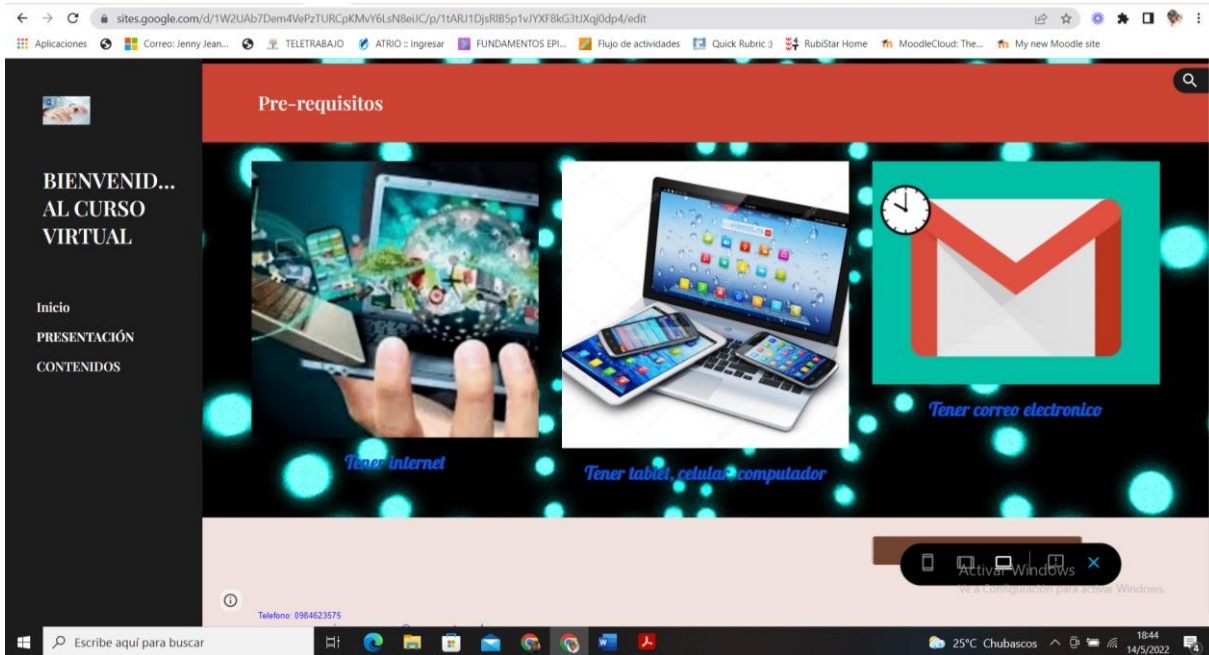 sites.google.com/d/1W2UAb7Dem4VePzTURCpKMvY6LsN8eiJC/p/1tARJ1DjsRlB5p1vJYXF8kG3tJXqj0dp4/edit
Aplicaciones
Correo: Jenny Jean...
TELETRABAJO
ATRIO :: Ingresar
FUNDAMENTOS EPI...
Flujo de actividades
Quick Rubric :)
RubiStar Home
MoodleCloud: The...
My new Moodle site
Pre-requisitos
BIENVENID...
AL CURSO
VIRTUAL
Inicio
PRESENTACIÓN
CONTENIDOS
Tener internet
Tener tablet, celular, computador
Tener correo electronico
Activar Windows
Ve a Configuración para activar Windows.
Telefono: 0984623575
Escribe aquí para buscar
25°C Chubascos
18:44
14/5/2022